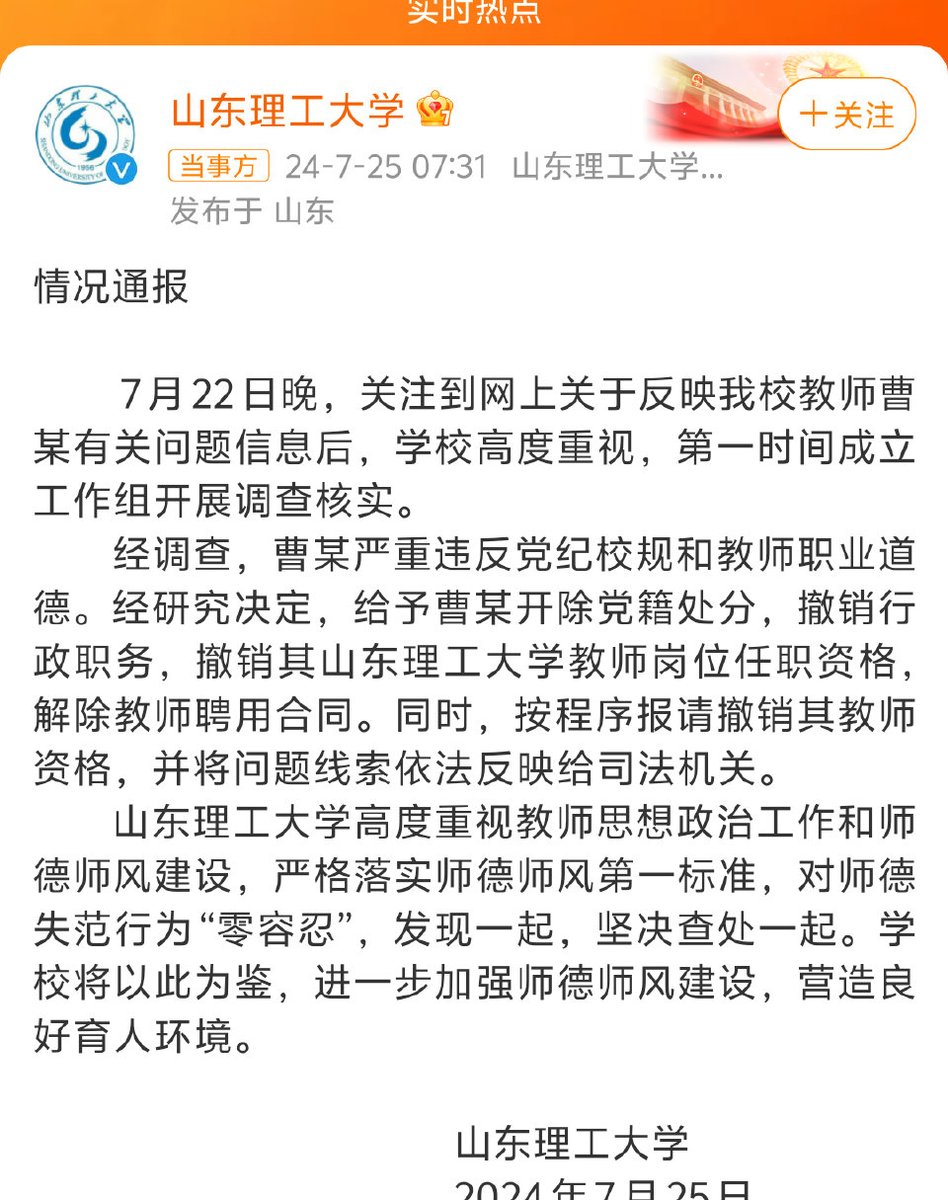 实时热点
山东理工大学
＋关注
当事方 24-7-25 07:31 山东理工大学...
发布于 山东
情况通报
7月22日晚，关注到网上关于反映我校教师曹
某有关问题信息后，学校高度重视，第一时间成立
工作组开展调查核实。
经调查，曹某严重违反党纪校规和教师职业道
德。经研究决定，给予曹某开除党籍处分，撤销行
政职务，撤销其山东理工大学教师岗位任职资格，
解除教师聘用合同。同时，按程序报请撤销其教师
资格，并将问题线索依法反映给司法机关。
山东理工大学高度重视教师思想政治工作和师
德师风建设，严格落实师德师风第一标准，对师德
失范行为“零容忍”，发现一起，坚决查处一起。学
校将以此为鉴，进一步加强师德师风建设，营造良
好育人环境。
山东理工大学
2024年7月25日